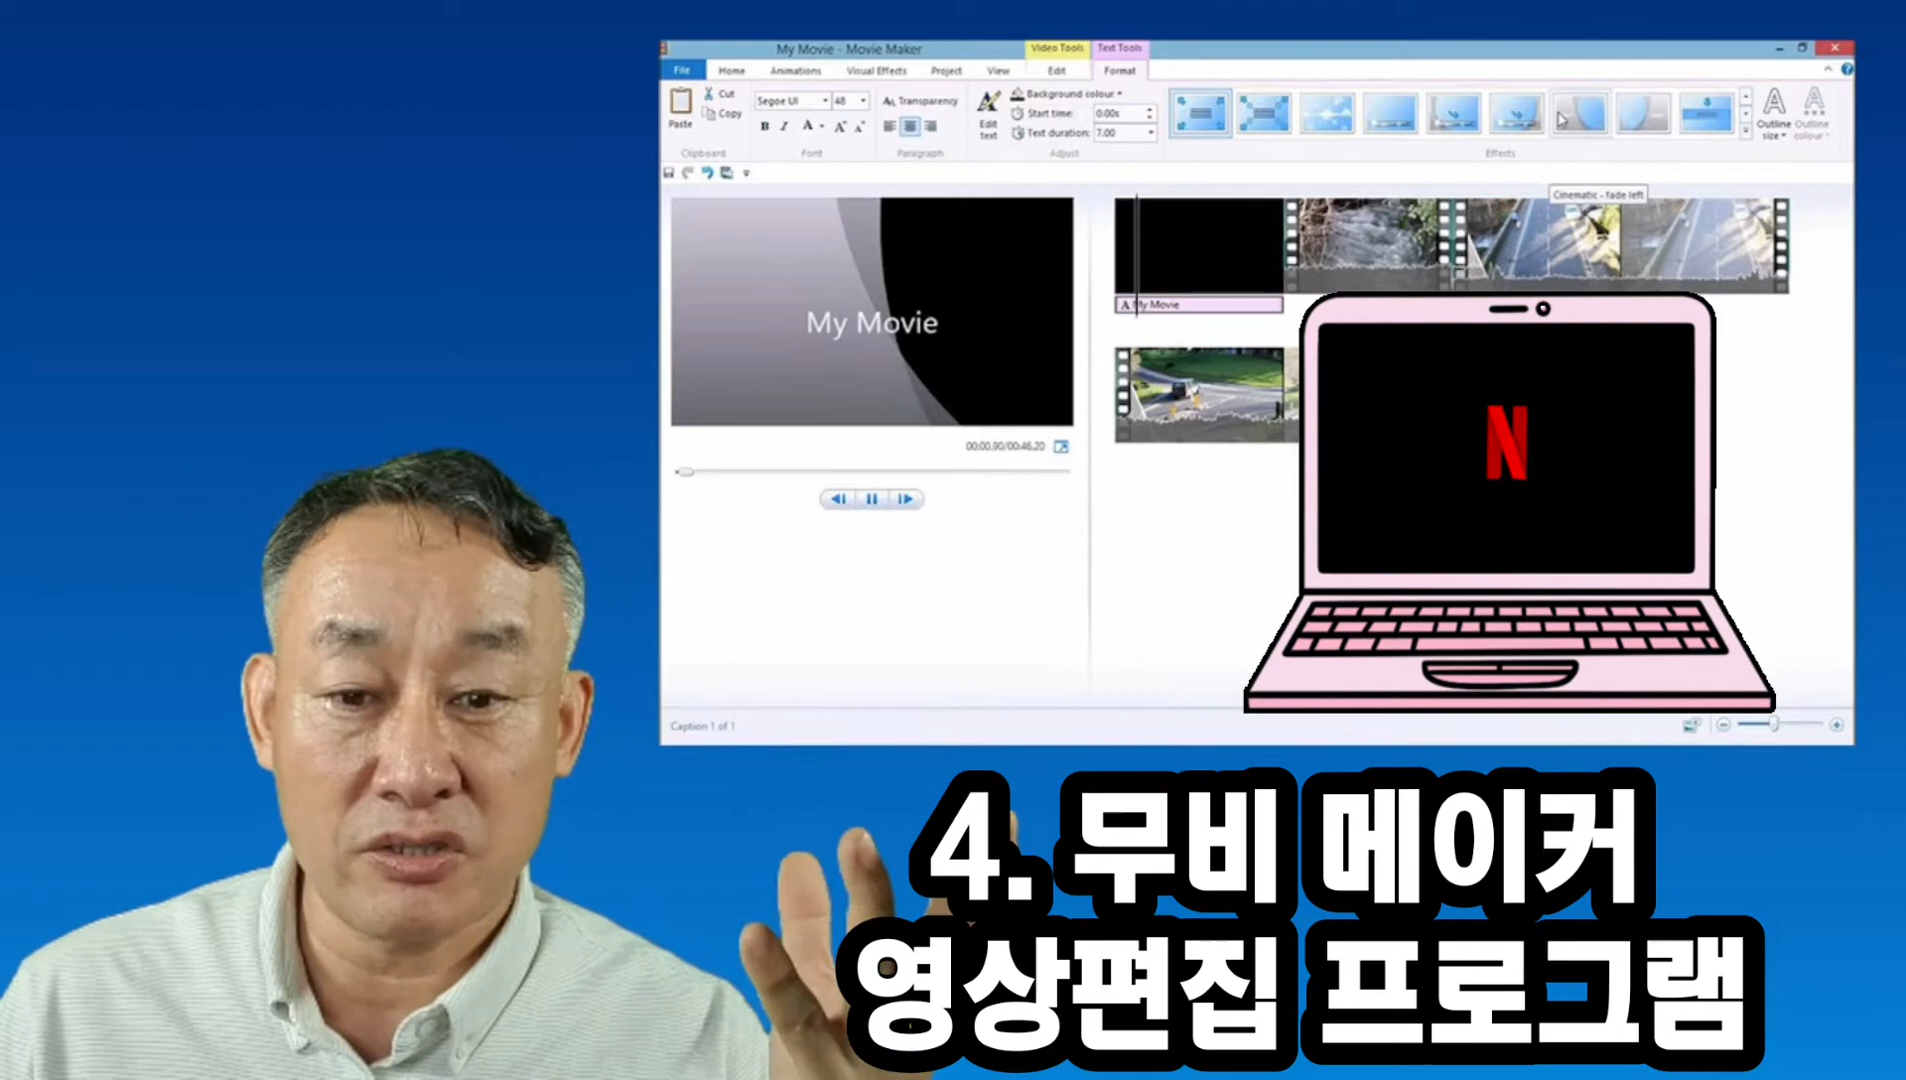 My Movie - Movie Maker
Video Tools
Text Tools
File
Home
Animations
Visual Effects
Project
View
Edit
Format
Paste
Cut
Copy
Clipboard
Segoe UI
48
B I A A A
Font
Transparency
Paragraph
Edit text
Background colour
Start time: 0.00s
Text duration: 7.00
Adjust
Effects
Outline size
Outline colour
Cinematic - fade left
My Movie
A My Movie
00:00.90/00:46.20
N
Caption 1 of 1
4. 무비 메이커
영상편집 프로그램